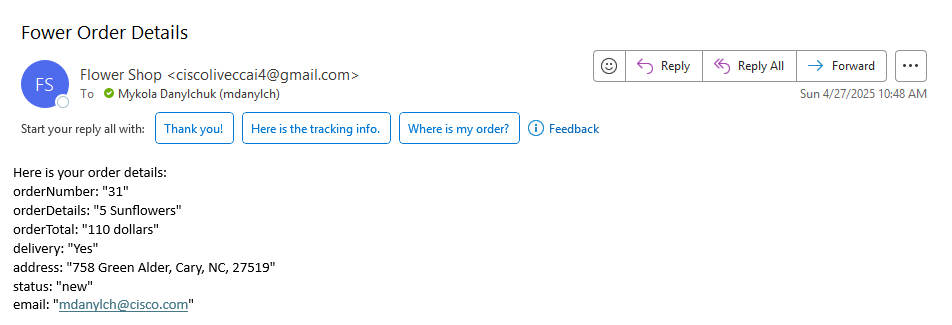 Fower Order Details
FS
Flower Shop <ciscoliveccai4@gmail.com>
To Mykola Danylchuk (mdanylch)
Reply
Reply All
Forward
Sun 4/27/2025 10:48 AM
Start your reply all with:
Thank you!
Here is the tracking info.
Where is my order?
Feedback
Here is your order details:
orderNumber: "31"
orderDetails: "5 Sunflowers"
orderTotal: "110 dollars"
delivery: "Yes"
address: "758 Green Alder, Cary, NC, 27519"
status: "new"
email: "mdanylch@cisco.com"